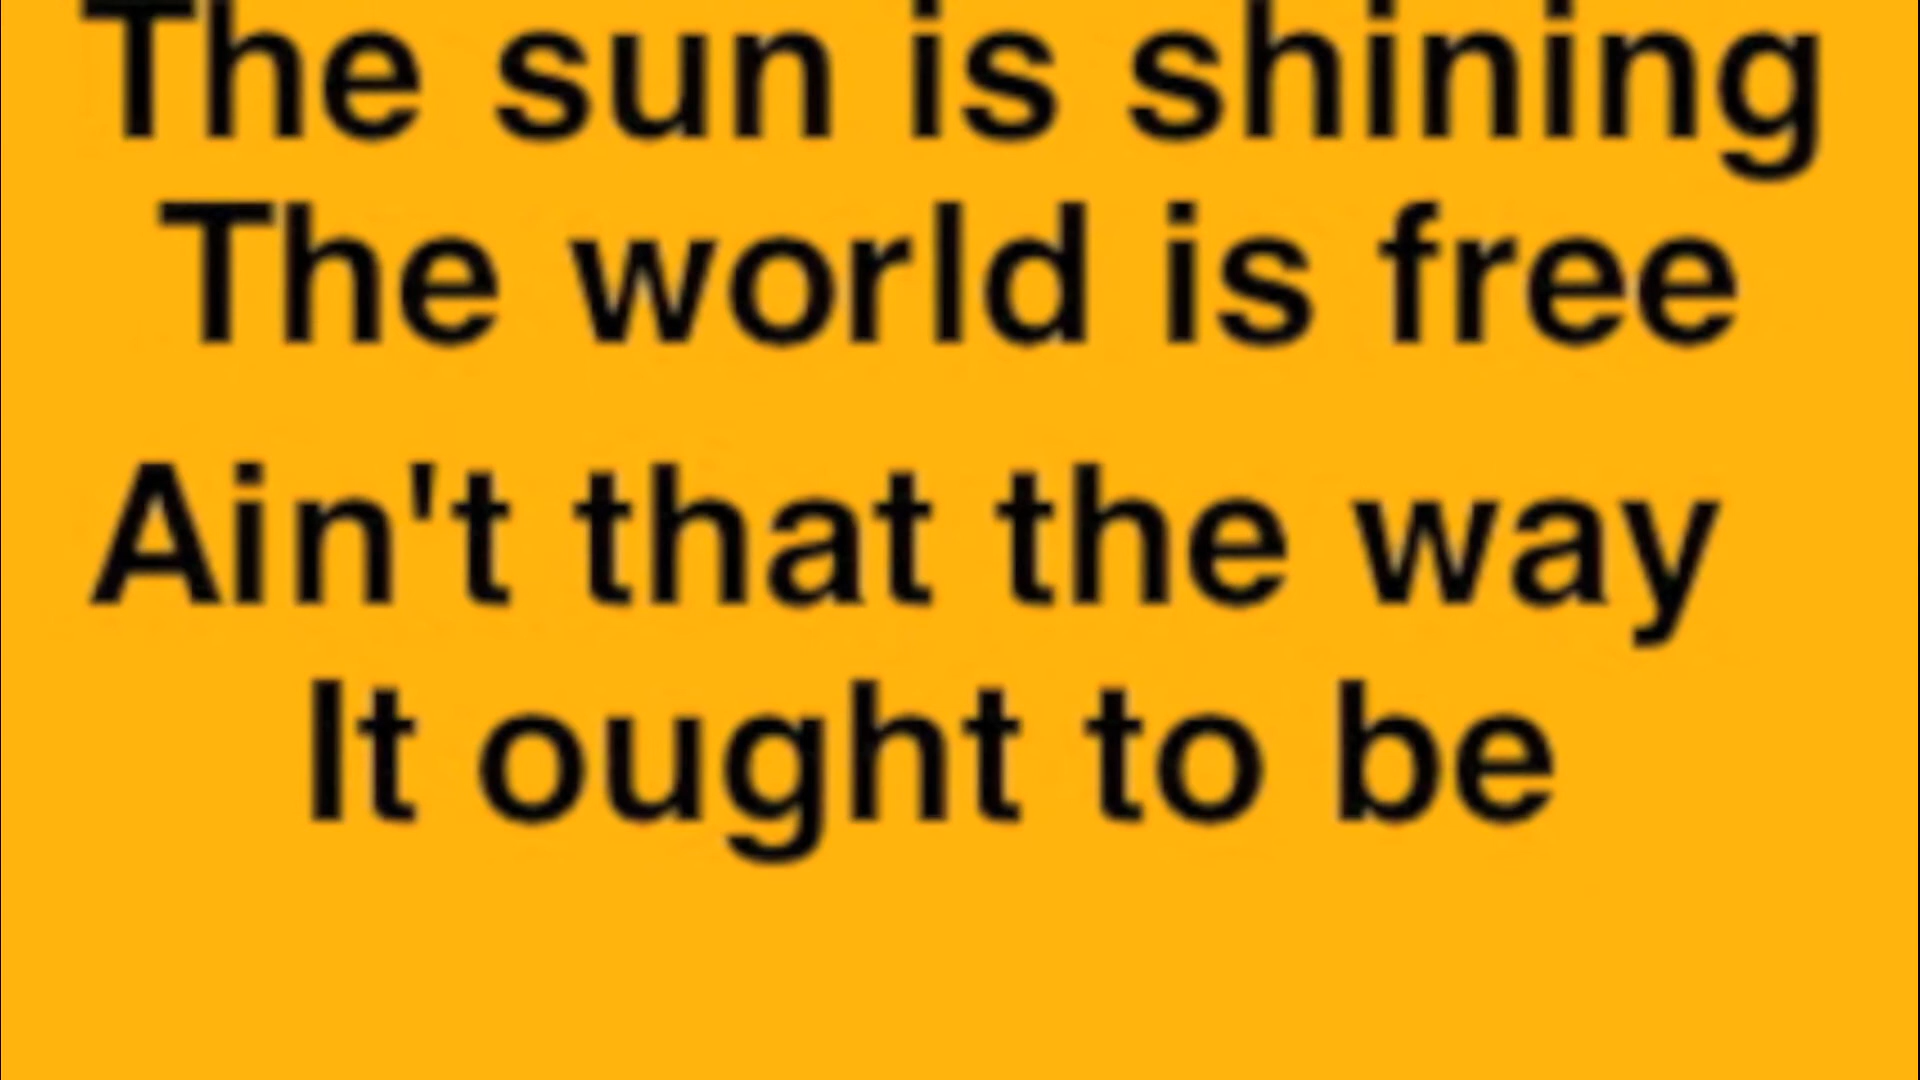 The sun is shining
The world is free
Ain't that the way
It ought to be